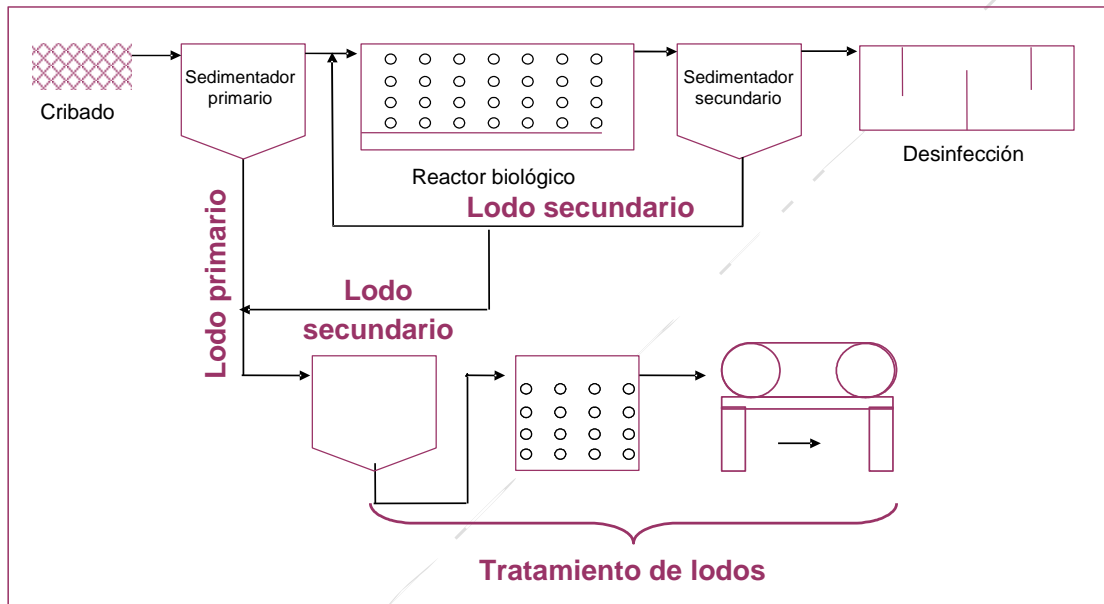 Cribado
Sedimentador
primario
Reactor biológico
Sedimentador
secundario
Desinfección
Lodo secundario
Lodo primario
Lodo
secundario
Tratamiento de lodos